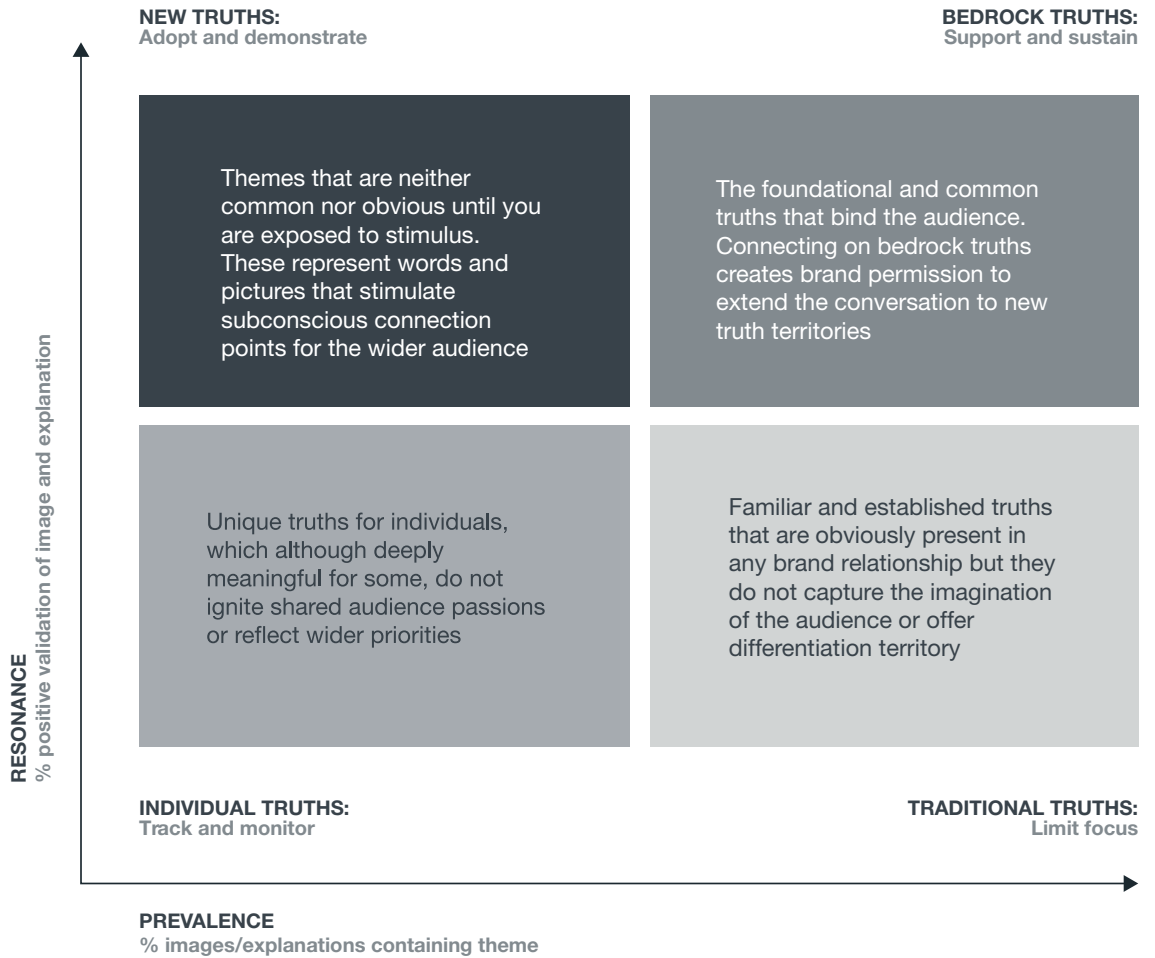 NEW TRUTHS:
Adopt and demonstrate
BEDROCK TRUTHS:
Support and sustain
Themes that are neither
common nor obvious until you
are exposed to stimulus.
These represent words and
pictures that stimulate
subconscious connection
points for the wider audience
The foundational and common
truths that bind the audience.
Connecting on bedrock truths
creates brand permission to
extend the conversation to new
truth territories
RESONANCE
% positive validation of image and explanation
Unique truths for individuals,
which although deeply
meaningful for some, do not
ignite shared audience passions
or reflect wider priorities
Familiar and established truths
that are obviously present in
any brand relationship but they
do not capture the imagination
of the audience or offer
differentiation territory
INDIVIDUAL TRUTHS:
Track and monitor
TRADITIONAL TRUTHS:
Limit focus
PREVALENCE
% images/explanations containing theme